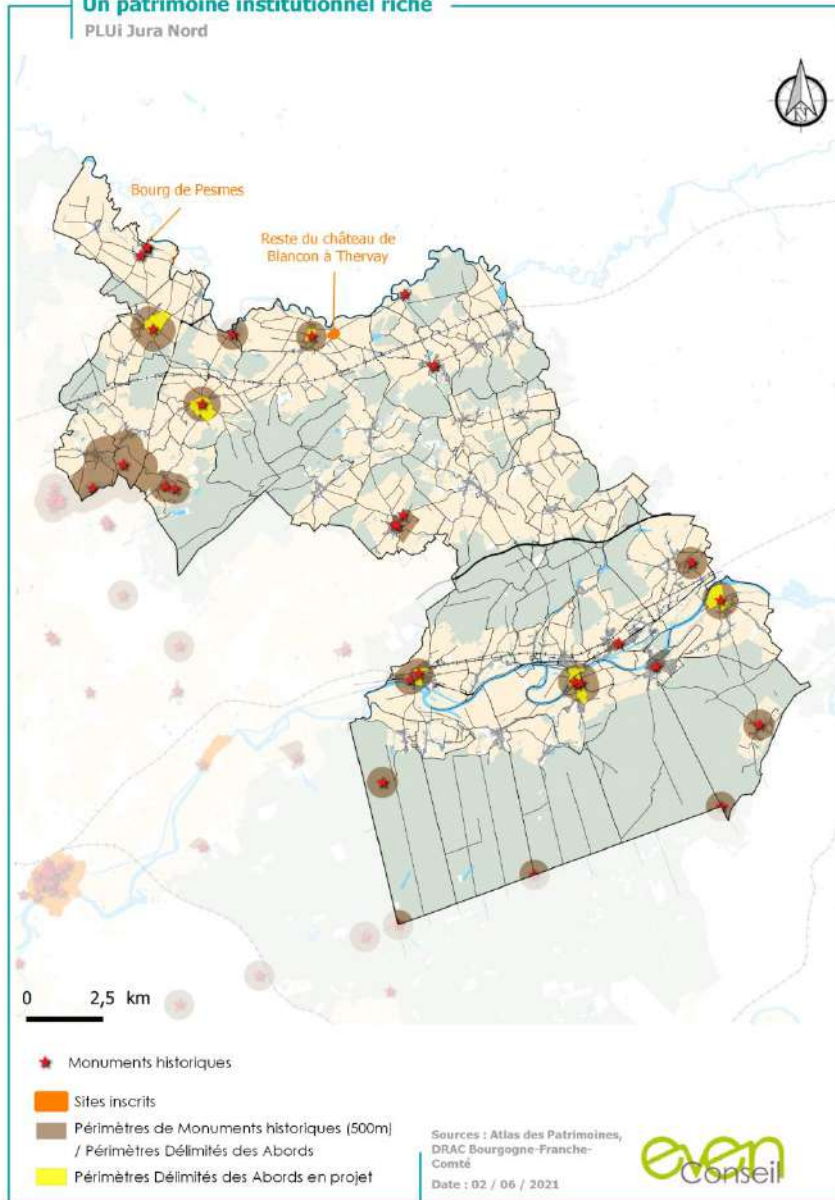 Un patrimoine institutionnel riche
PLUi Jura Nord
N
Bourg de Pesmes
Reste du château de
Blancon à Thervay
0 2,5 km
Monuments historiques
Sites inscrits
Périmètres de Monuments historiques (500m)
/ Périmètres Délimités des Abords
Périmètres Délimités des Abords en projet
Sources : Atlas des Patrimoines,
DRAC Bourgogne-Franche-
Comté
Date : 02 / 06 / 2021
even
Conseil